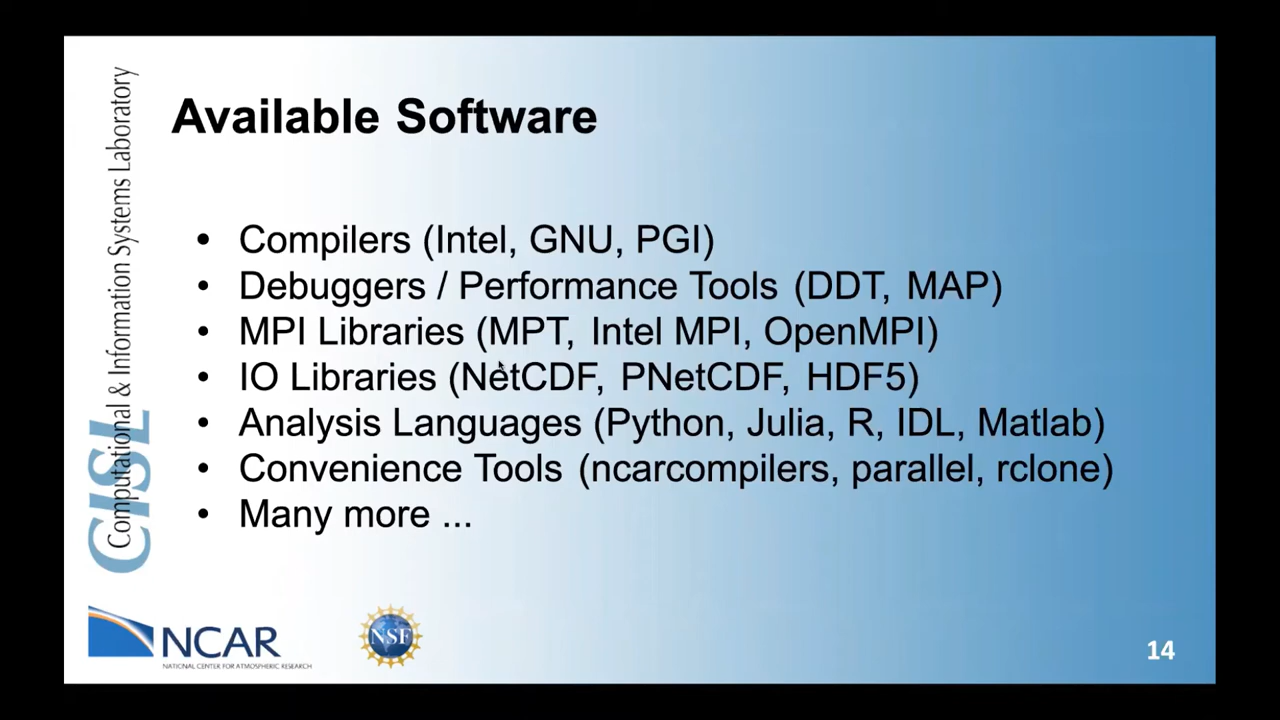 Available Software
• Compilers (Intel, GNU, PGI)
• Debuggers / Performance Tools (DDT, MAP)
• MPI Libraries (MPT, Intel MPI, OpenMPI)
• IO Libraries (NetCDF, PNetCDF, HDF5)
• Analysis Languages (Python, Julia, R, IDL, Matlab)
• Convenience Tools (ncarcompilers, parallel, rclone)
• Many more ...
Computational & Information Systems Laboratory
CISL
NCAR
NATIONAL CENTER FOR ATMOSPHERIC RESEARCH
NSF
14